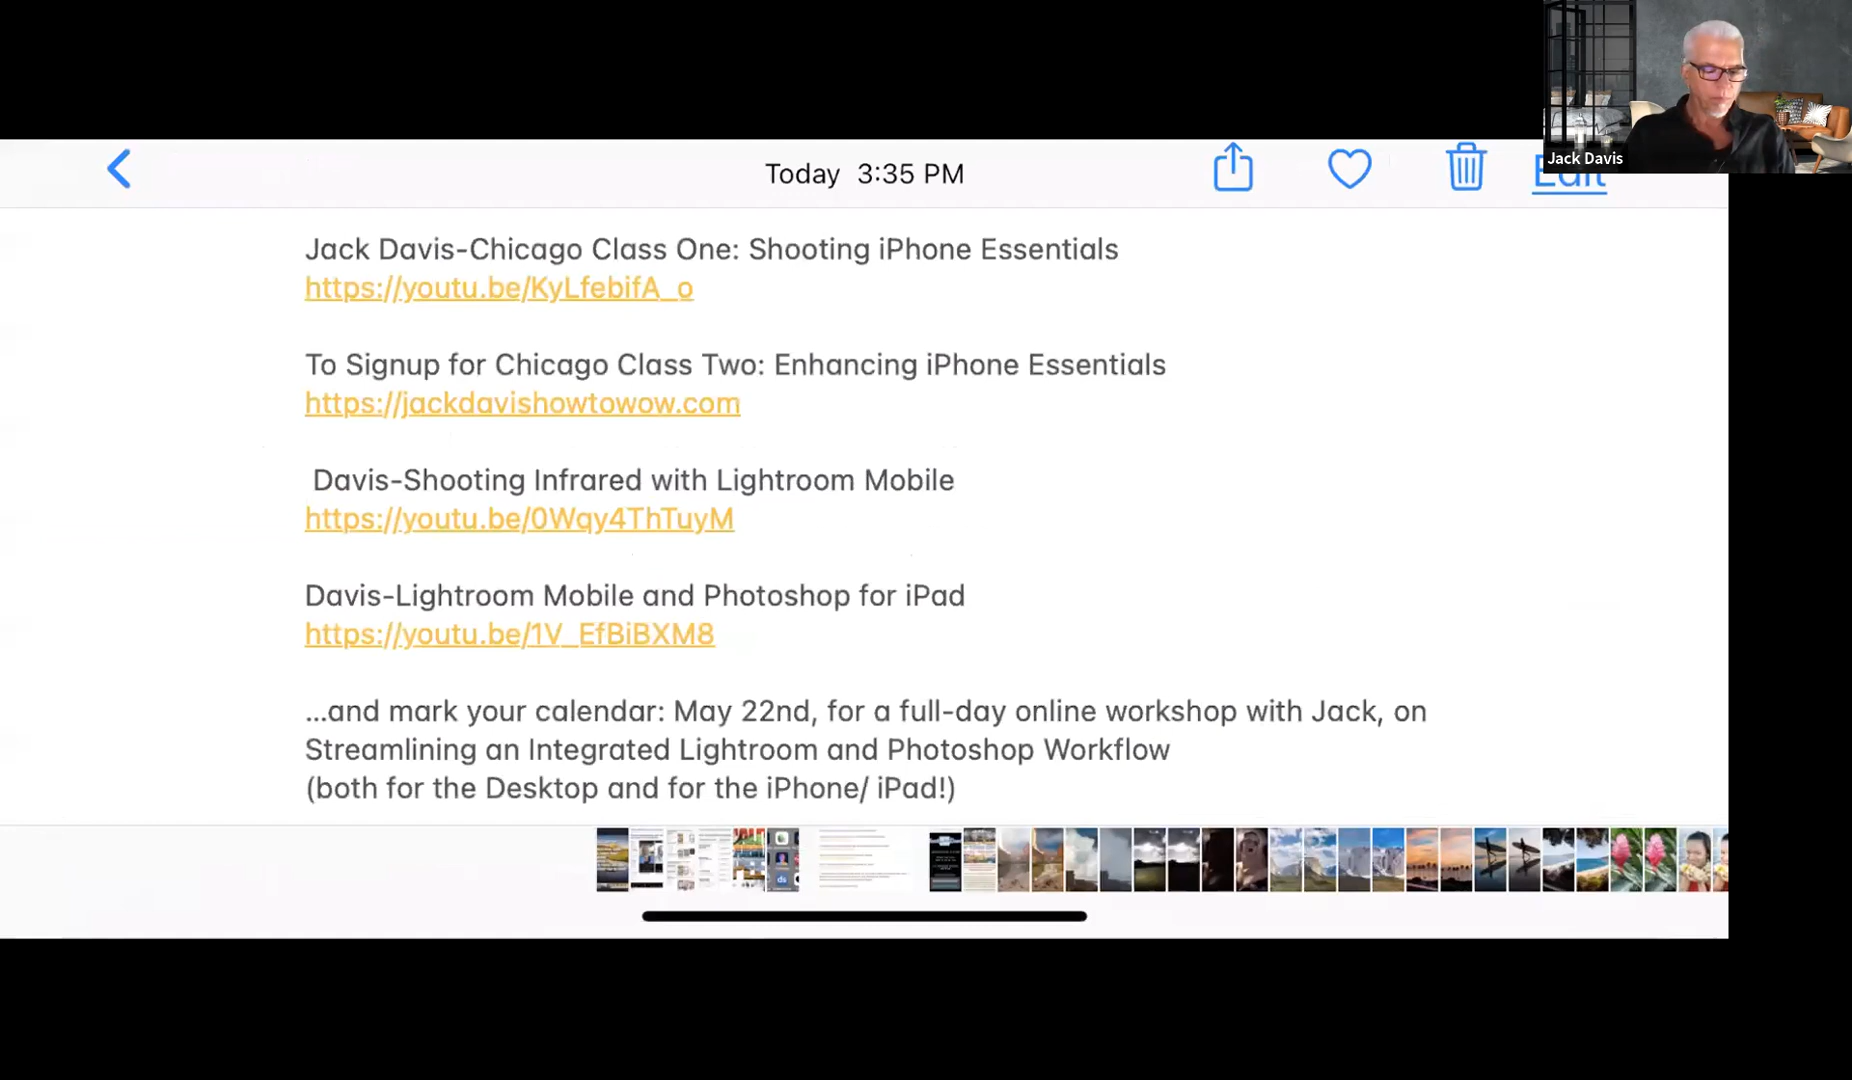 Jack Davis
Today 3:35 PM
Edit
Jack Davis-Chicago Class One: Shooting iPhone Essentials
https://youtu.be/KyLfebifA_o
To Signup for Chicago Class Two: Enhancing iPhone Essentials
https://jackdavishowtowow.com
Davis-Shooting Infrared with Lightroom Mobile
https://youtu.be/0Wqy4ThTuyM
Davis-Lightroom Mobile and Photoshop for iPad
https://youtu.be/1V_EfBiBXM8
...and mark your calendar: May 22nd, for a full-day online workshop with Jack, on
Streamlining an Integrated Lightroom and Photoshop Workflow
(both for the Desktop and for the iPhone/ iPad!)